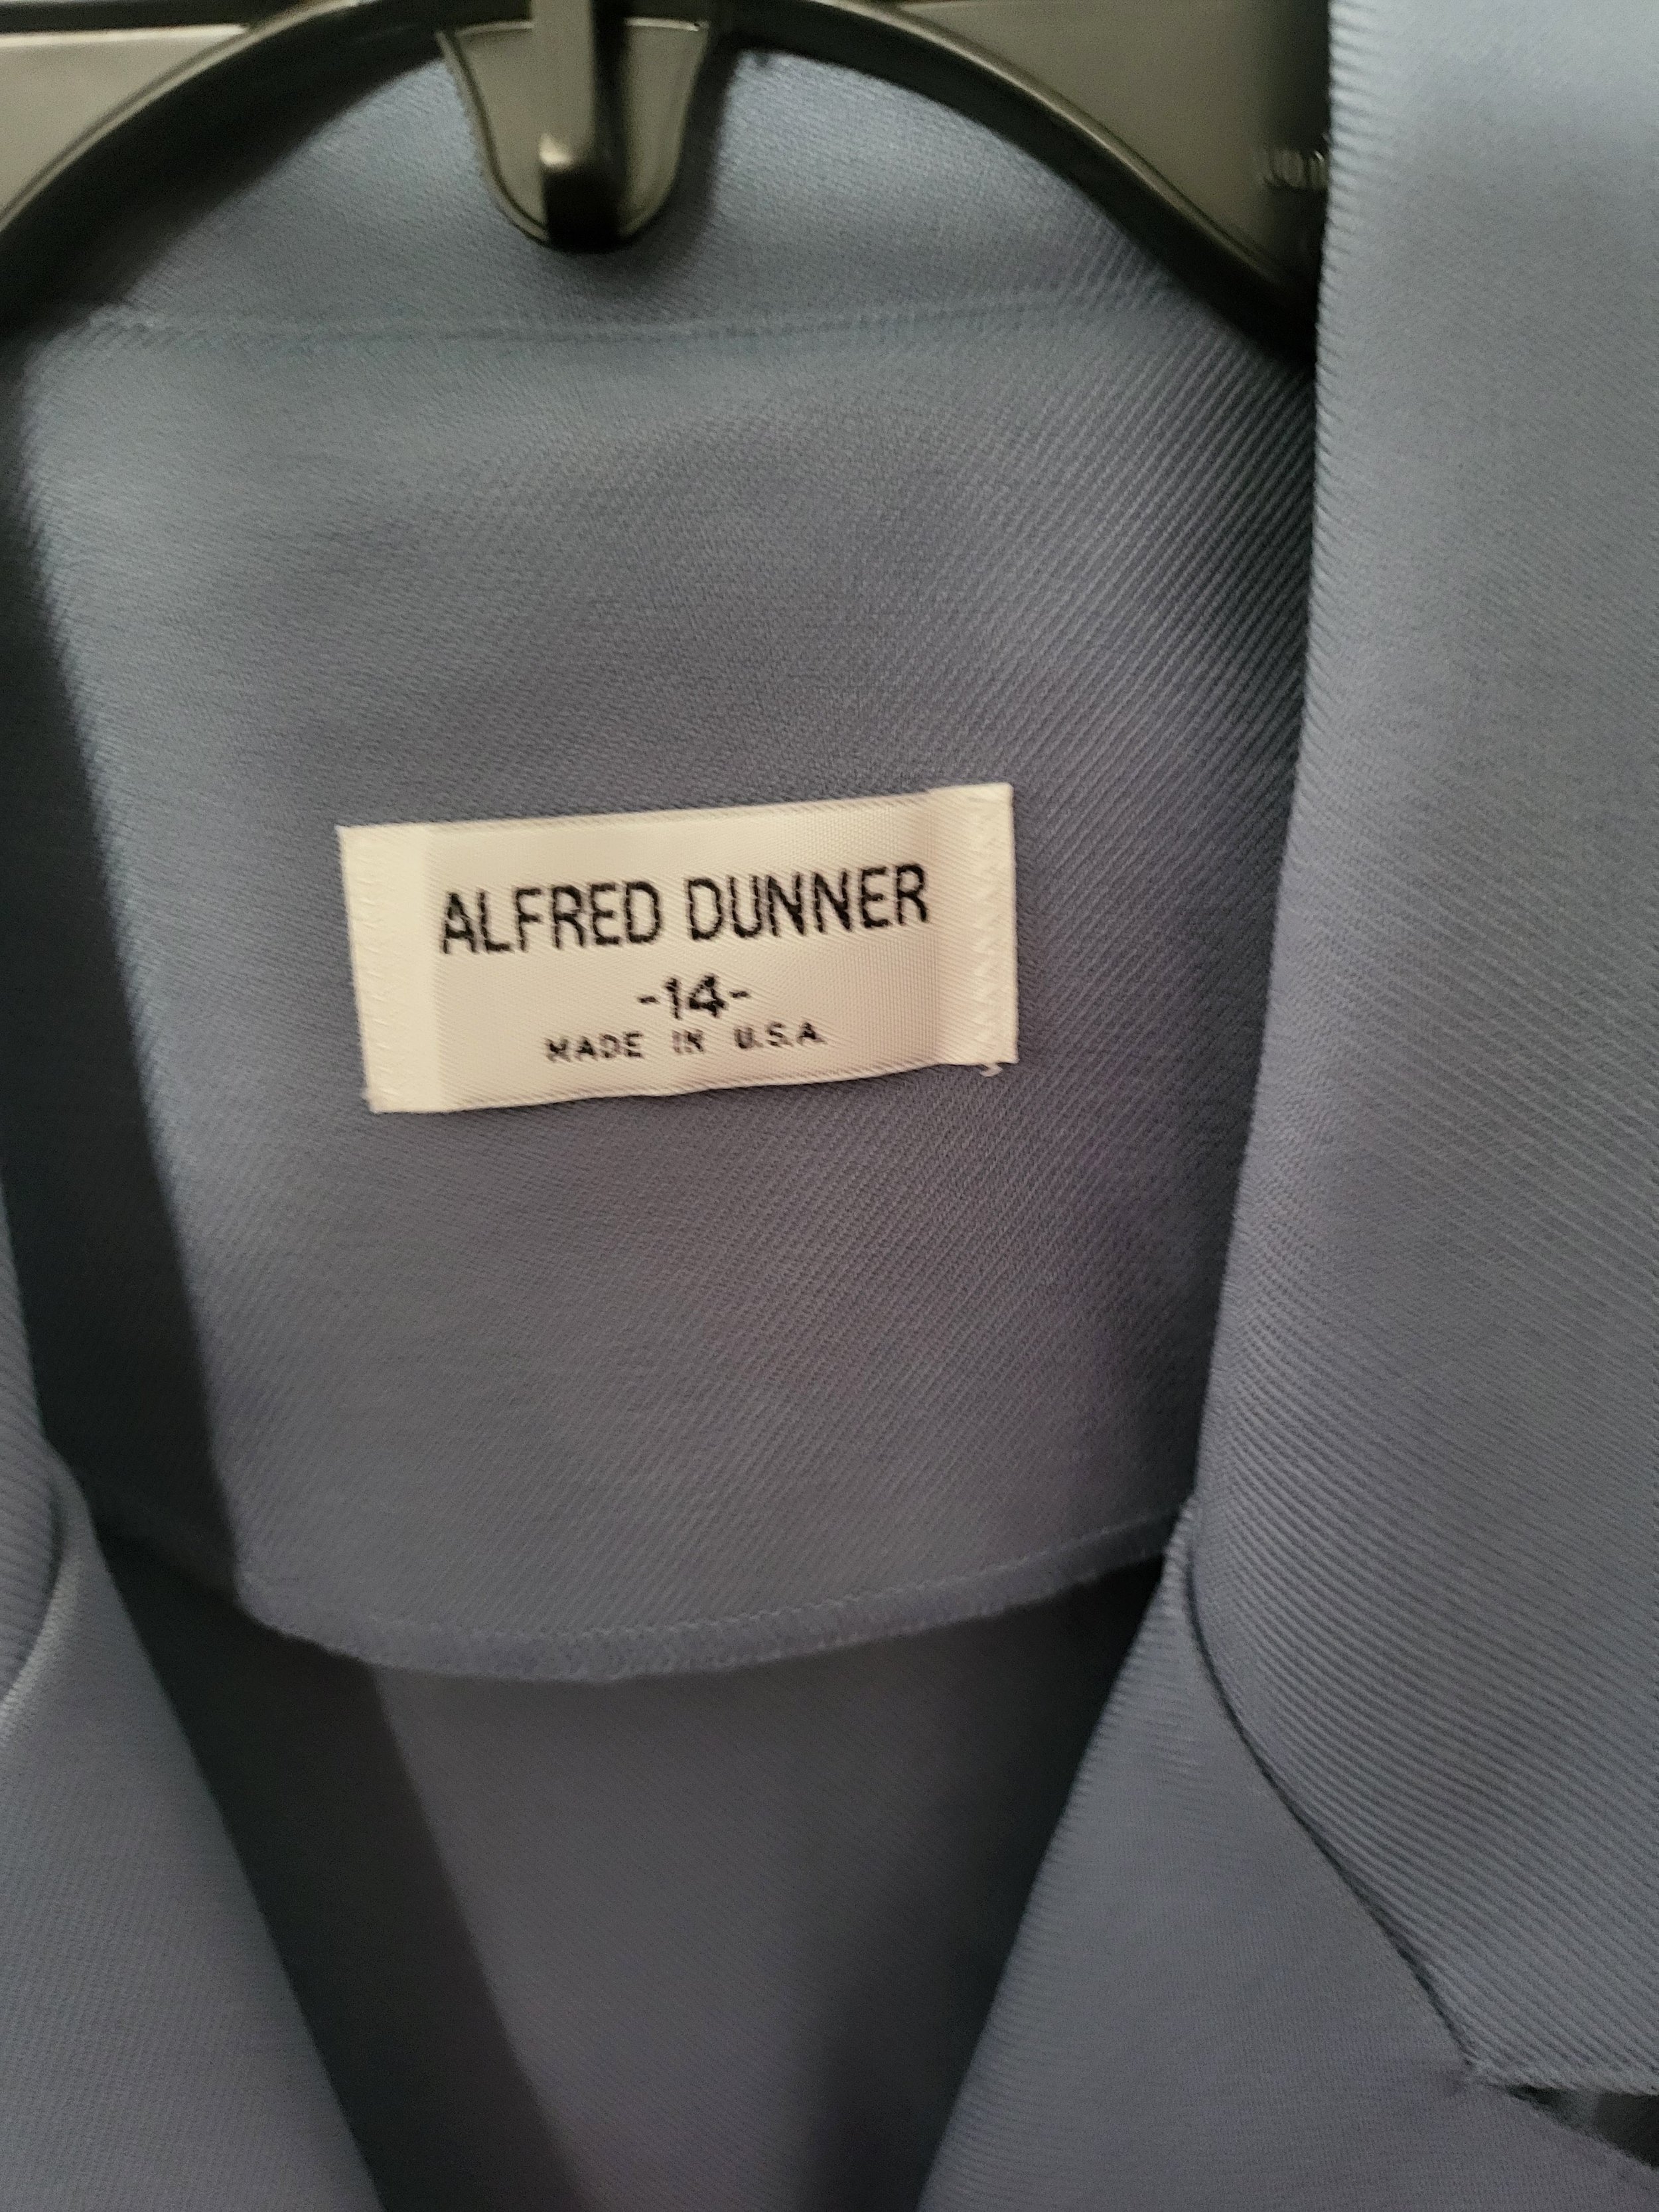 ALFRED DUNNER
-14-
MADE IN U.S.A.